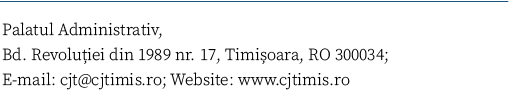 Palatul Administrativ,
Bd. Revoluției din 1989 nr. 17, Timișoara, RO 300034;
E-mail: cjt@cjtimis.ro; Website: www.cjtimis.ro